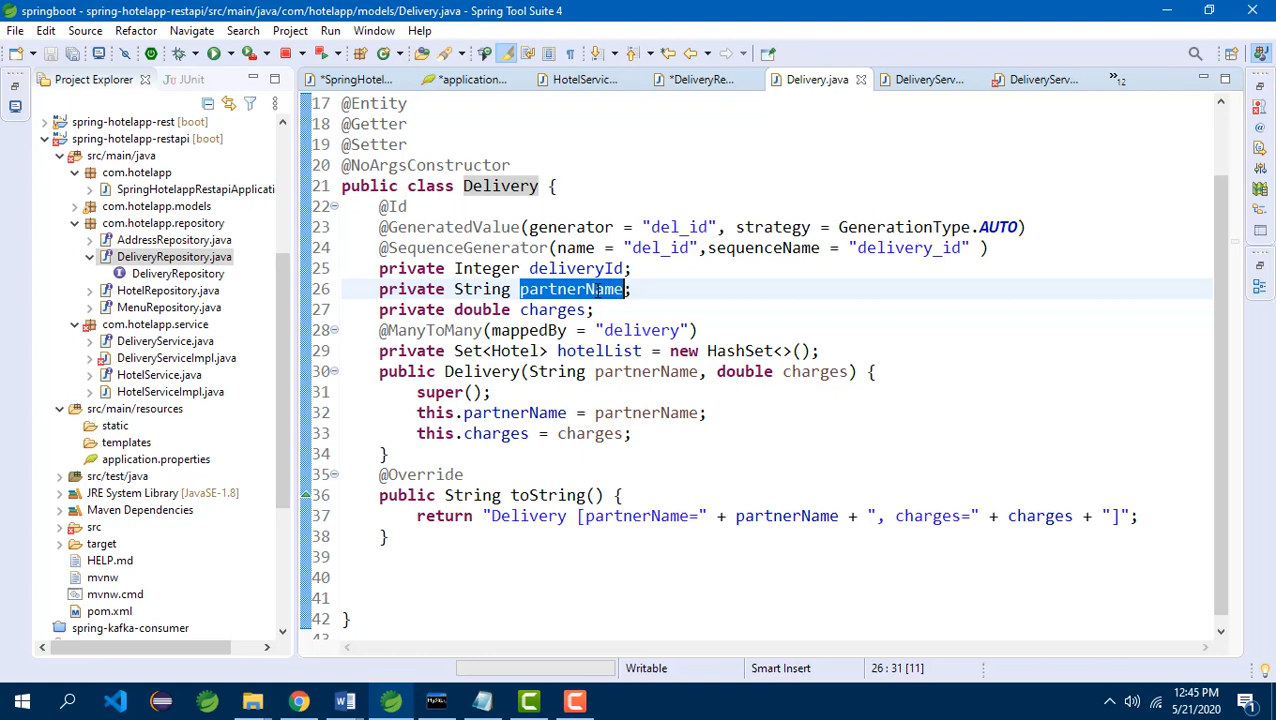 springboot - spring-hotelapp-restapi/src/main/java/com/hotelapp/models/Delivery.java - Spring Tool Suite 4
File Edit Source Refactor Navigate Search Project Run Window Help
Project Explorer JUnit
*SpringHotel... *application... HotelServic... *DeliveryRe... Delivery.java DeliveryServ... DeliveryServ... »12
spring-hotelapp-rest [boot]
spring-hotelapp-restapi [boot]
src/main/java
com.hotelapp
SpringHotelappRestapiApplicati
com.hotelapp.models
com.hotelapp.repository
AddressRepository.java
DeliveryRepository.java
DeliveryRepository
HotelRepository.java
MenuRepository.java
com.hotelapp.service
DeliveryService.java
DeliveryServiceImpl.java
HotelService.java
HotelServiceImpl.java
src/main/resources
static
templates
application.properties
src/test/java
JRE System Library [JavaSE-1.8]
Maven Dependencies
src
target
HELP.md
mvnw
mvnw.cmd
pom.xml
spring-kafka-consumer
17 @Entity
18 @Getter
19 @Setter
20 @NoArgsConstructor
21 public class Delivery {
22 @Id
23 @GeneratedValue(generator = "del_id", strategy = GenerationType.AUTO)
24 @SequenceGenerator(name = "del_id",sequenceName = "delivery_id" )
25 private Integer deliveryId;
26 private String partnerName;
27 private double charges;
28 @ManyToMany(mappedBy = "delivery")
29 private Set<Hotel> hotelList = new HashSet<>();
30 public Delivery(String partnerName, double charges) {
31 super();
32 this.partnerName = partnerName;
33 this.charges = charges;
34 }
35 @Override
36 public String toString() {
37 return "Delivery [partnerName=" + partnerName + ", charges=" + charges + "]";
38 }
39
40
41
42 }
43
Writable Smart Insert 26 : 31 [11]
12:45 PM
5/21/2020